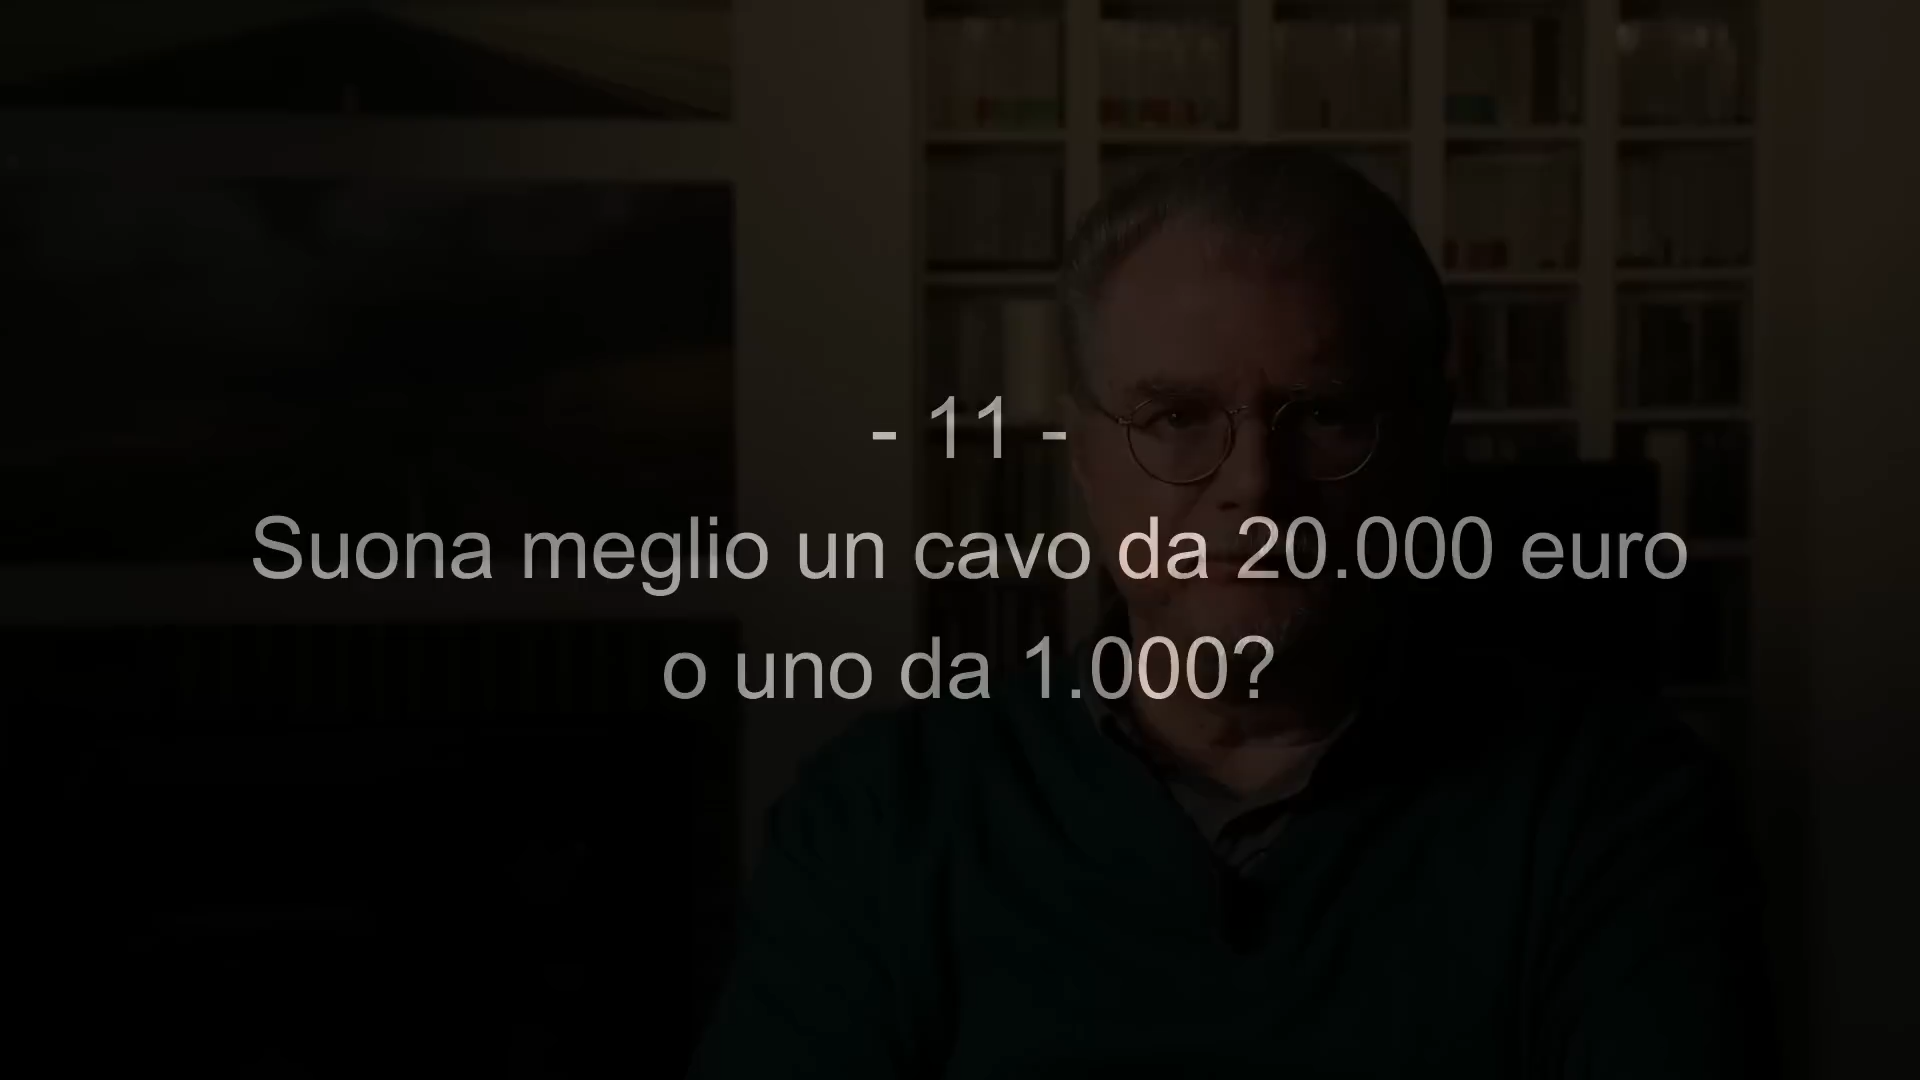 - 11 -
Suona meglio un cavo da 20.000 euro
o uno da 1.000?